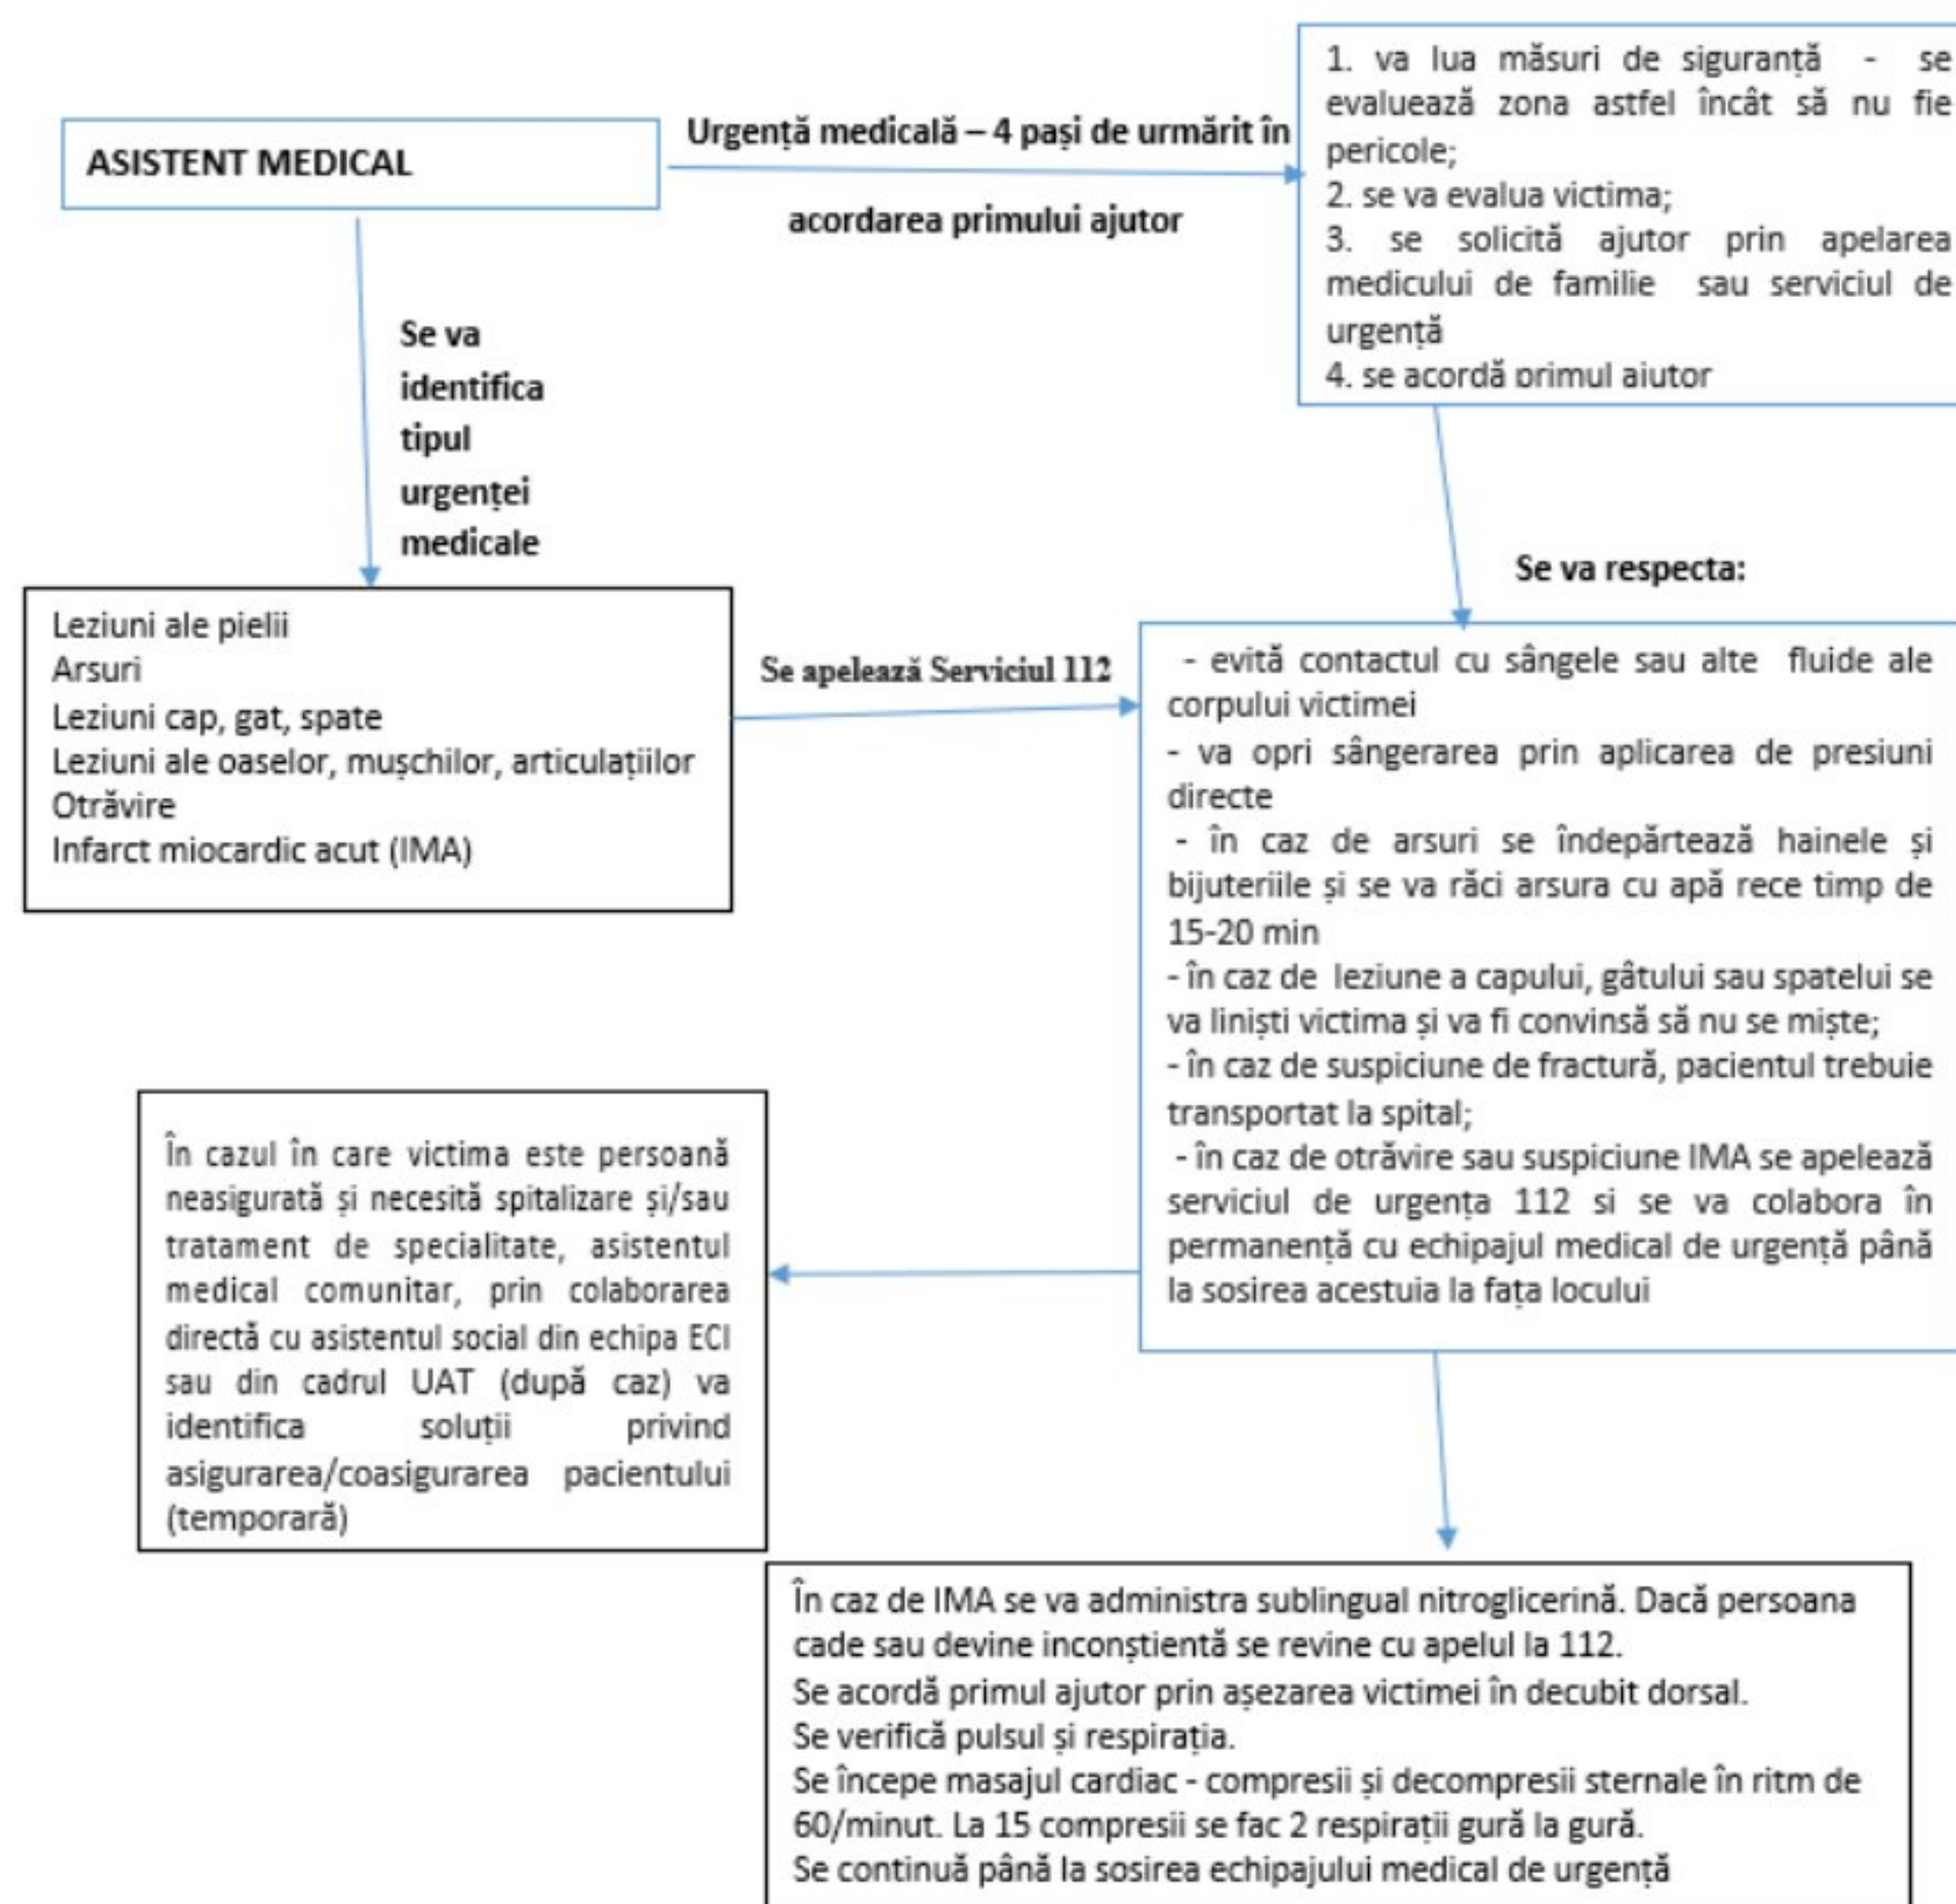 ASISTENT MEDICAL
Urgență medicală – 4 pași de urmărit în
acordarea primului ajutor
1. va lua măsuri de siguranță - se
evaluează zona astfel încât să nu fie
pericole;
2. se va evalua victima;
3. se solicită ajutor prin apelarea
medicului de familie sau serviciul de
urgență
4. se acordă primul ajutor
Se va
identifica
tipul
urgenței
medicale
Se va respecta:
Leziuni ale pielii
Arsuri
Leziuni cap, gat, spate
Leziuni ale oaselor, mușchilor, articulațiilor
Otrăvire
Infarct miocardic acut (IMA)
Se apelează Serviciul 112
- evită contactul cu sângele sau alte fluide ale
corpului victimei
- va opri sângerarea prin aplicarea de presiuni
directe
- în caz de arsuri se îndepărtează hainele și
bijuteriile și se va răci arsura cu apă rece timp de
15-20 min
- în caz de leziune a capului, gâtului sau spatelui se
va liniști victima și va fi convinsă să nu se miște;
- în caz de suspiciune de fractură, pacientul trebuie
transportat la spital;
- în caz de otrăvire sau suspiciune IMA se apelează
serviciul de urgența 112 si se va colabora în
permanență cu echipajul medical de urgență până
la sosirea acestuia la fața locului
În cazul în care victima este persoană
neasigurată și necesită spitalizare și/sau
tratament de specialitate, asistentul
medical comunitar, prin colaborarea
directă cu asistentul social din echipa ECI
sau din cadrul UAT (după caz) va
identifica soluții privind
asigurarea/coasigurarea pacientului
(temporară)
În caz de IMA se va administra sublingual nitroglicerină. Dacă persoana
cade sau devine inconștientă se revine cu apelul la 112.
Se acordă primul ajutor prin așezarea victimei în decubit dorsal.
Se verifică pulsul și respirația.
Se începe masajul cardiac - compresii și decompresii sternale în ritm de
60/minut. La 15 compresii se fac 2 respirații gură la gură.
Se continuă până la sosirea echipajului medical de urgență